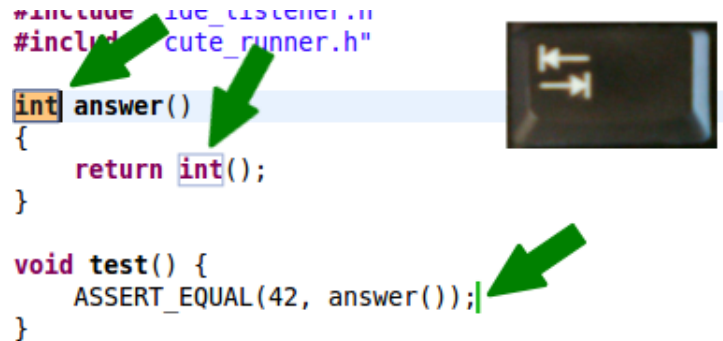 #include "ide_listener.h"
#include "cute_runner.h"
int answer()
{
return int();
}
void test() {
ASSERT_EQUAL(42, answer());
}